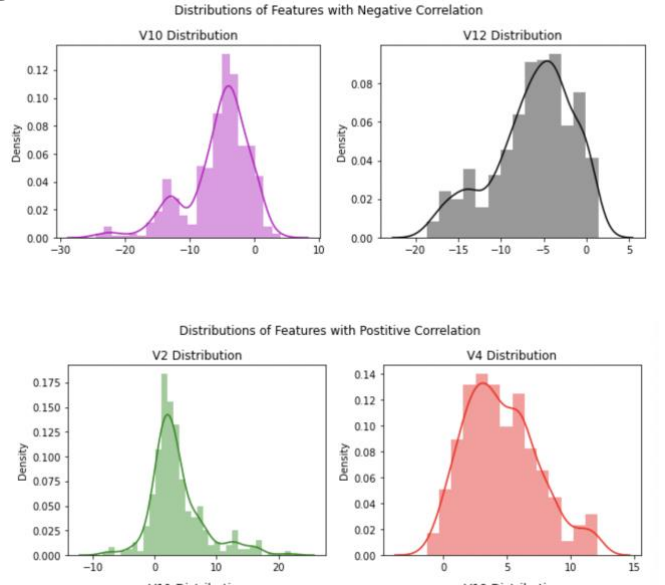 Distributions of Features with Negative Correlation
V10 Distribution
V12 Distribution
Density
0.12
0.10
0.08
0.06
0.04
0.02
0.00
−30 −20 −10 0 10
Density
0.08
0.06
0.04
0.02
0.00
−20 −15 −10 −5 0 5
Distributions of Features with Postitive Correlation
V2 Distribution
V4 Distribution
Density
0.175
0.150
0.125
0.100
0.075
0.050
0.025
0.000
−10 0 10 20
Density
0.14
0.12
0.10
0.08
0.06
0.04
0.02
0.00
0 5 10 15